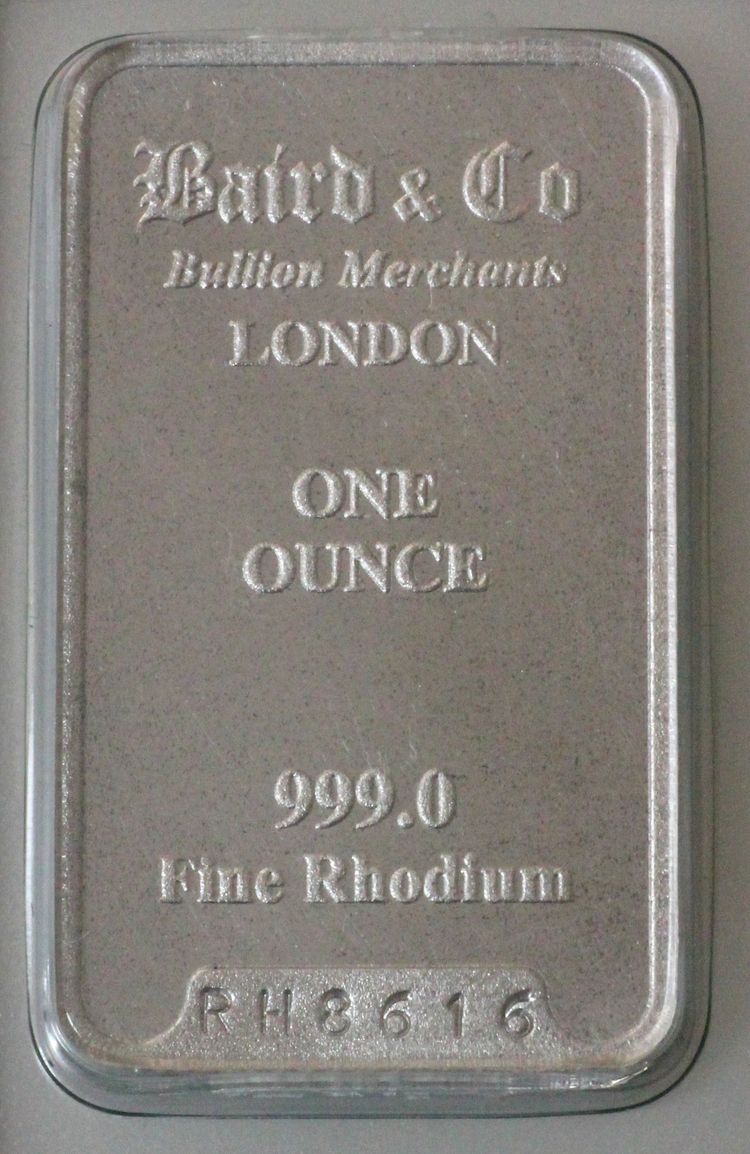 Baird & Co
Bullion Merchants
LONDON
ONE
OUNCE
999.0
Fine Rhodium
RH8616